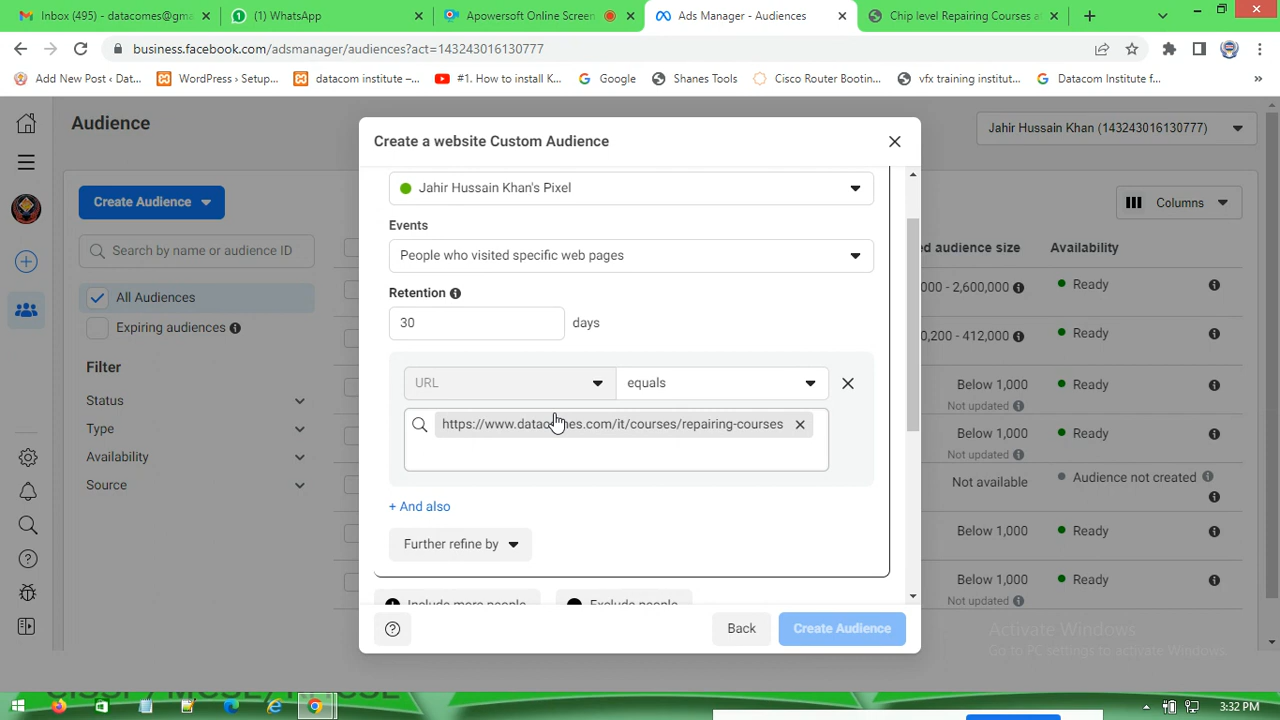 Inbox (495) - datacomes@gma
(1) WhatsApp
Apowersoft Online Screen
Ads Manager - Audiences
Chip level Repairing Courses a
business.facebook.com/adsmanager/audiences?act=143243016130777
Add New Post ‹ Dat...
WordPress › Setup...
datacom institute –...
#1. How to install K...
Google
Shanes Tools
Cisco Router Bootin...
vfx training institut...
Datacom Institute f...
»
Audience
Jahir Hussain Khan (143243016130777)
Create Audience
Columns
Search by name or audience ID
All Audiences
Expiring audiences
Filter
Status
Type
Availability
Source
Create a website Custom Audience
Jahir Hussain Khan's Pixel
Events
People who visited specific web pages
Retention
30
days
URL
equals
https://www.datacomes.com/it/courses/repairing-courses
+ And also
Further refine by
Include more people
Exclude people
Back
Create Audience
ed audience size
Availability
000 - 2,600,000
Ready
0,200 - 412,000
Ready
Below 1,000
Not updated
Ready
Below 1,000
Not updated
Ready
Not available
Audience not created
Below 1,000
Ready
Below 1,000
Not updated
Ready
Activate Windows
Go to PC settings to activate Windows.
3:32 PM